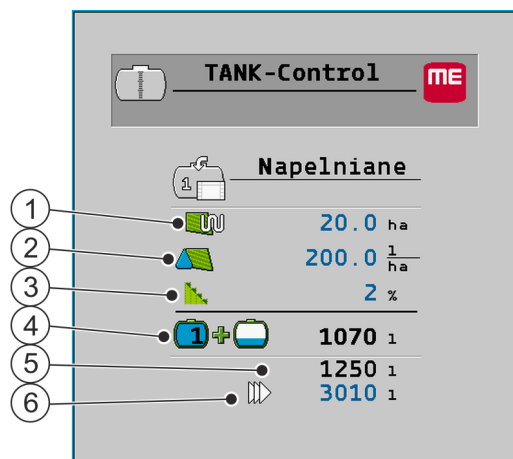 TANK-Control
ME
Napelniane
1
1 20.0 ha
2 200.0 l/ha
3 2 %
4 1 1070 l
5 1250 l
6 3010 l